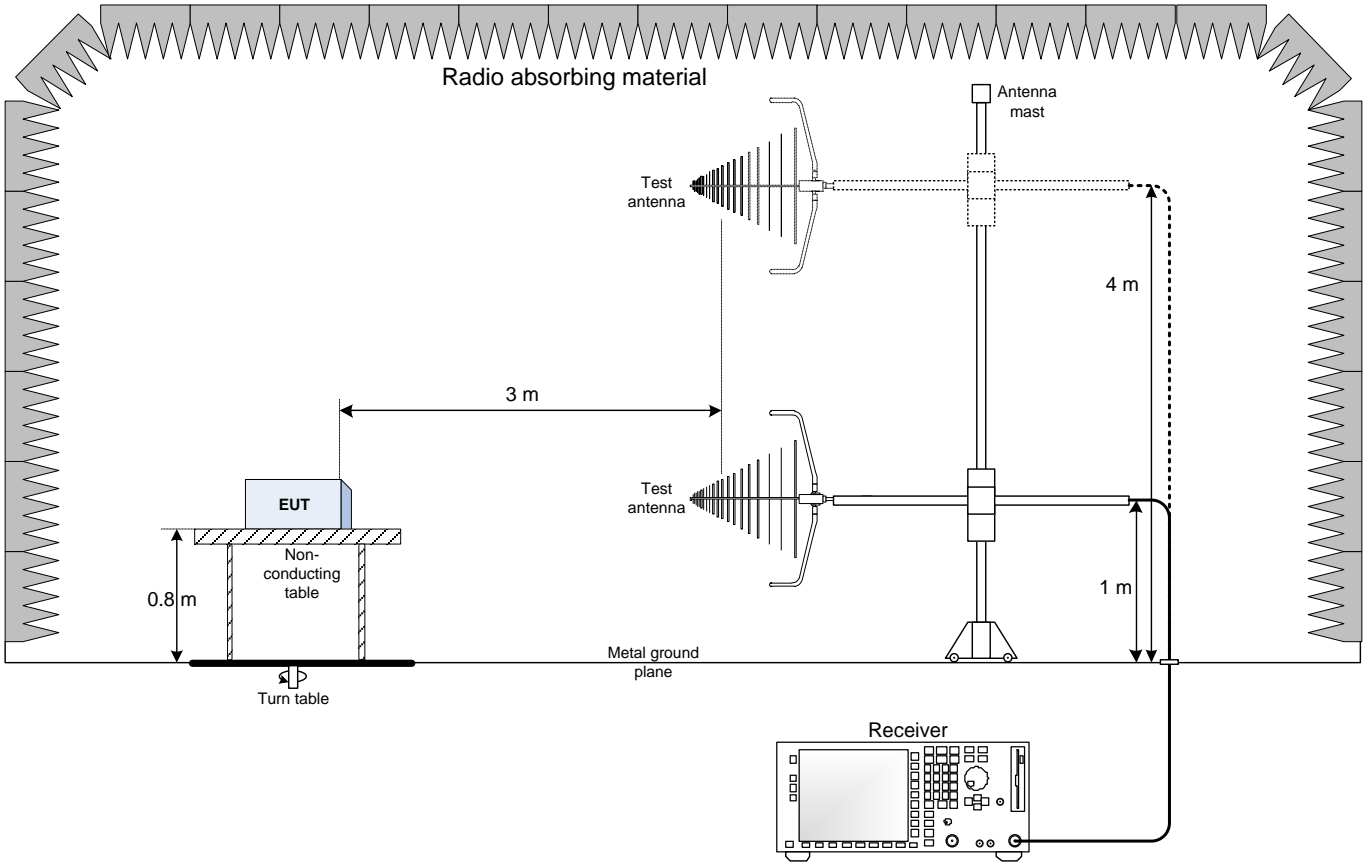 Radio absorbing material
Antenna
mast
Test
antenna
4 m
3 m
Test
antenna
EUT
Non-
conducting
table
0.8 m
1 m
Metal ground
plane
Turn table
Receiver